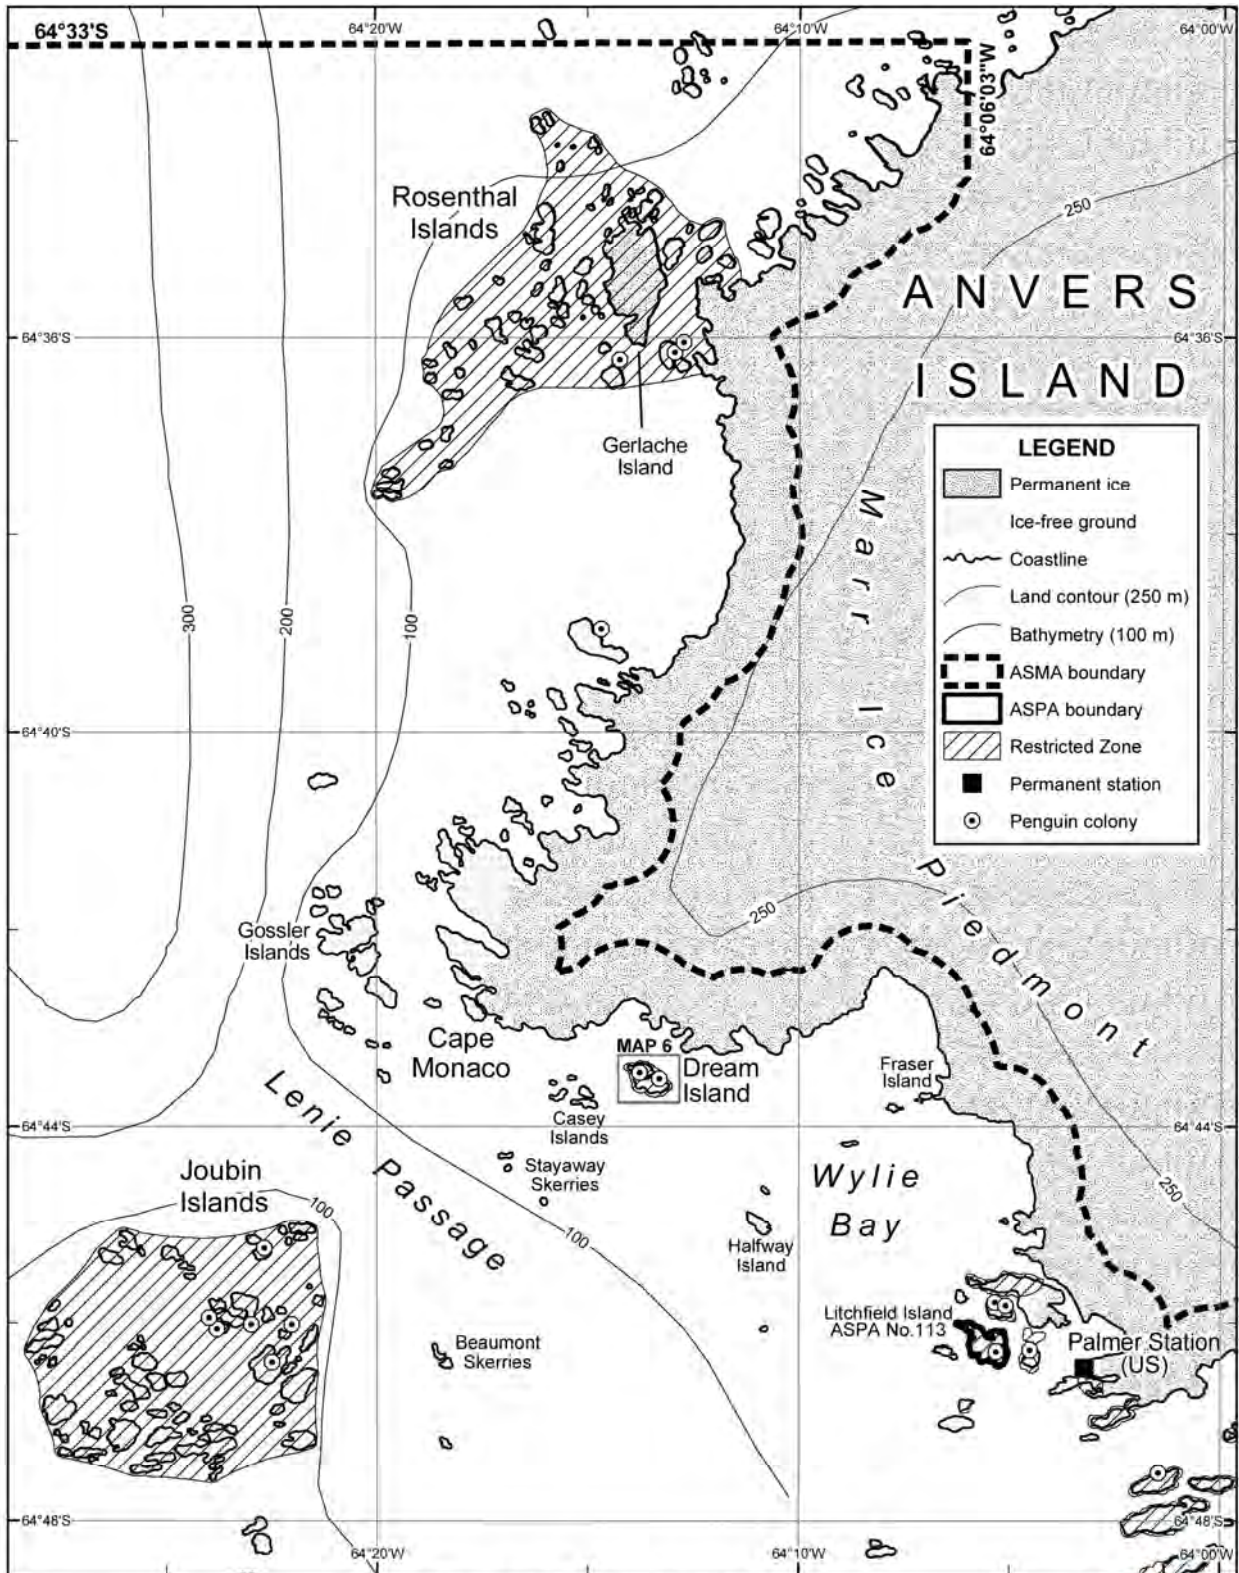 64°33'S
64°20'W
64°10'W
64°00'W
64°06'03"W
250
Rosenthal
Islands
ANVERS
ISLAND
64°36'S
64°36'S
Gerlache
Island
LEGEND
Permanent ice
Ice-free ground
Coastline
Land contour (250 m)
Bathymetry (100 m)
ASMA boundary
ASPA boundary
Restricted Zone
Permanent station
Penguin colony
Marr Ice Piedmont
300
200
100
64°40'S
64°40'S
250
Gossler
Islands
Cape
Monaco
MAP 6
Dream
Island
Fraser
Island
Lenie Passage
Casey
Islands
64°44'S
64°44'S
Stayaway
Skerries
Wylie
Bay
250
Joubin
Islands
100
100
Halfway
Island
Litchfield Island
ASPA No.113
Palmer Station
(US)
Beaumont
Skerries
64°48'S
64°48'S
64°20'W
64°10'W
64°00'W